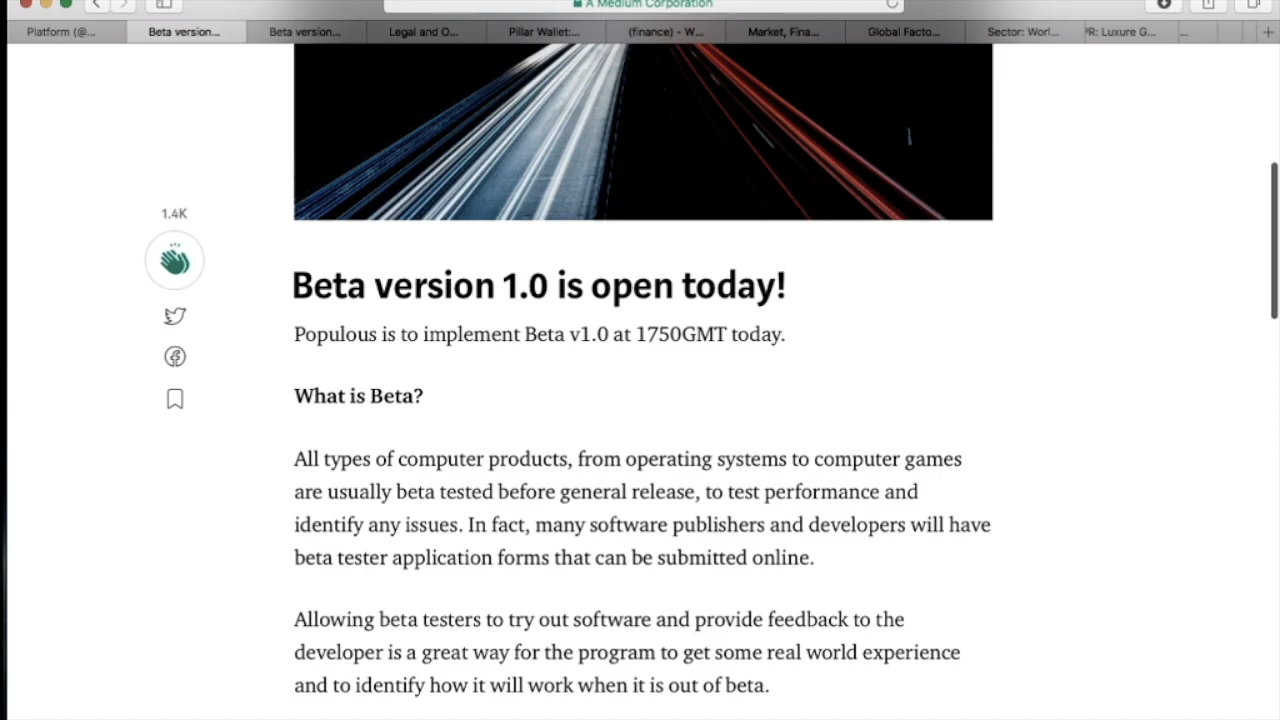 A Medium Corporation
Platform (@...
Beta version...
Beta version...
Legal and O...
Pillar Wallet:...
(finance) - W...
Market, Fina...
Global Facto...
Sector: Worl...
PR: Luxure G...
...
1.4K
Beta version 1.0 is open today!
Populous is to implement Beta v1.0 at 1750GMT today.
What is Beta?
All types of computer products, from operating systems to computer games
are usually beta tested before general release, to test performance and
identify any issues. In fact, many software publishers and developers will have
beta tester application forms that can be submitted online.
Allowing beta testers to try out software and provide feedback to the
developer is a great way for the program to get some real world experience
and to identify how it will work when it is out of beta.